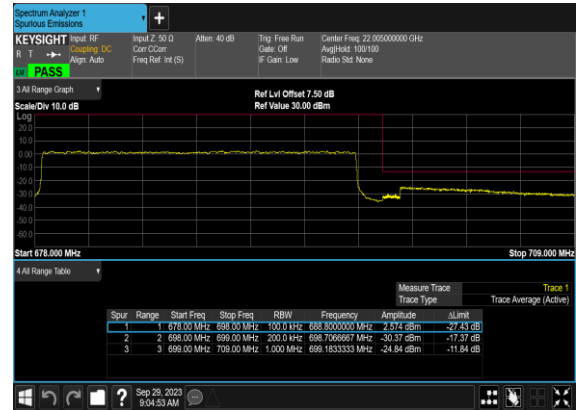 Spectrum Analyzer 1
Spurious Emissions
+
KEYSIGHT Input: RF Input Z: 50 Ω Atten: 40 dB Trig: Free Run Center Freq: 22.005000000 GHz
R T Coupling: DC Corr CCorr Gate: Off Avg|Hold: 100/100
Align: Auto Freq Ref: Int (S) IF Gain: Low Radio Std: None
LXI PASS
3 All Range Graph
Ref Lvl Offset 7.50 dB
Scale/Div 10.0 dB Ref Value 30.00 dBm
Log
20.0
10.0
0.00
-10.0
-20.0
-30.0
-40.0
-50.0
-60.0
Start 678.000 MHz Stop 709.000 MHz
4 All Range Table
Measure Trace Trace 1
Trace Type Trace Average (Active)
Spur Range Start Freq Stop Freq RBW Frequency Amplitude ΔLimit
1 1 678.00 MHz 698.00 MHz 100.0 kHz 688.8000000 MHz 2.574 dBm -27.43 dB
2 2 698.00 MHz 699.00 MHz 200.0 kHz 698.7066667 MHz -30.37 dBm -17.37 dB
3 3 699.00 MHz 709.00 MHz 1.000 MHz 699.1833333 MHz -24.84 dBm -11.84 dB
? Sep 29, 2023
9:04:53 AM